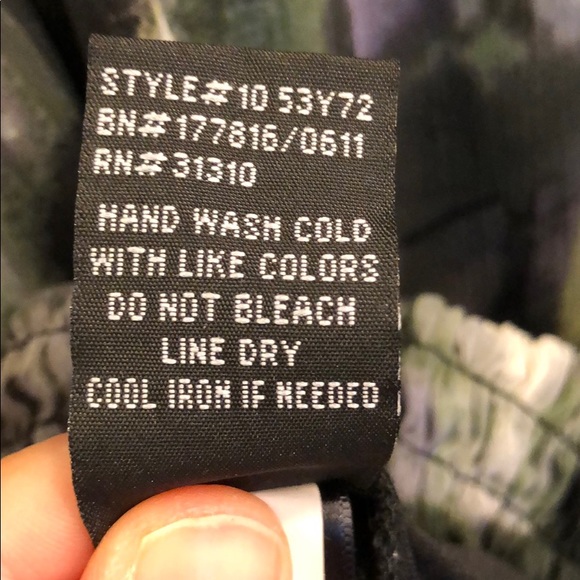 STYLE#10 53Y72
BN#177816/0611
RN#31310
HAND WASH COLD
WITH LIKE COLORS
DO NOT BLEACH
LINE DRY
COOL IRON IF NEEDED